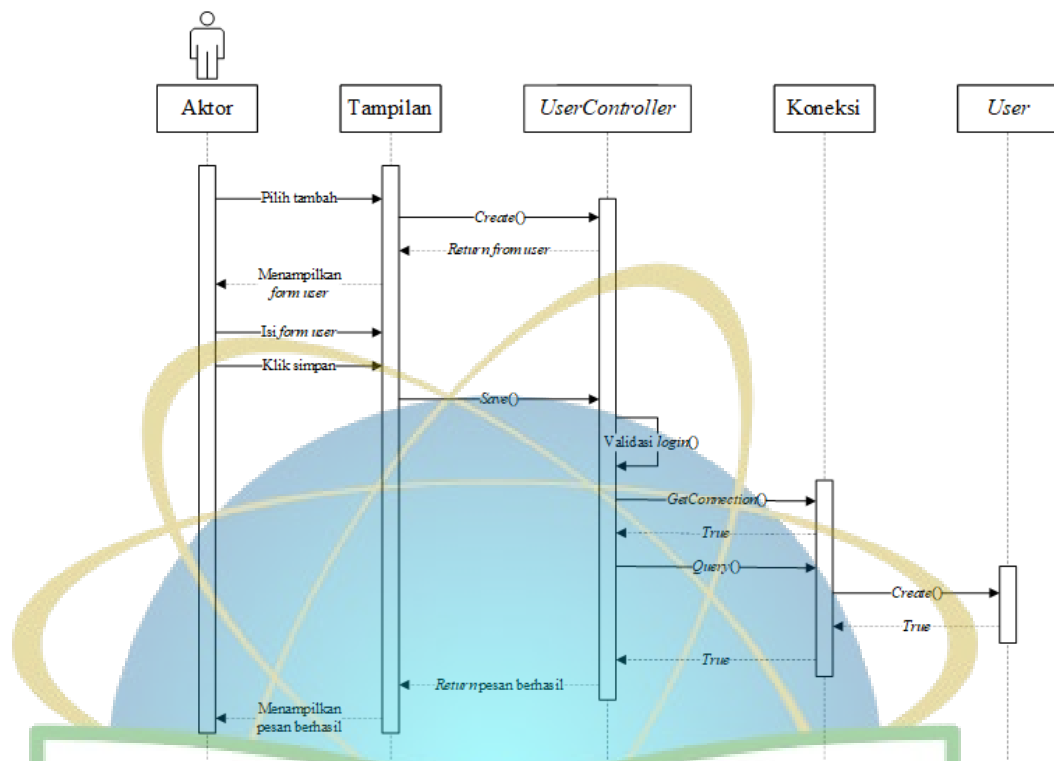 Aktor
Tampilan
UserController
Koneksi
User
Pilih tambah
Create()
Return from user
Menampilkan
form user
Isi form user
Klik simpan
Save()
Validasi login()
GetConnection()
True
Query()
Create()
True
True
Return pesan berhasil
Menampilkan
pesan berhasil